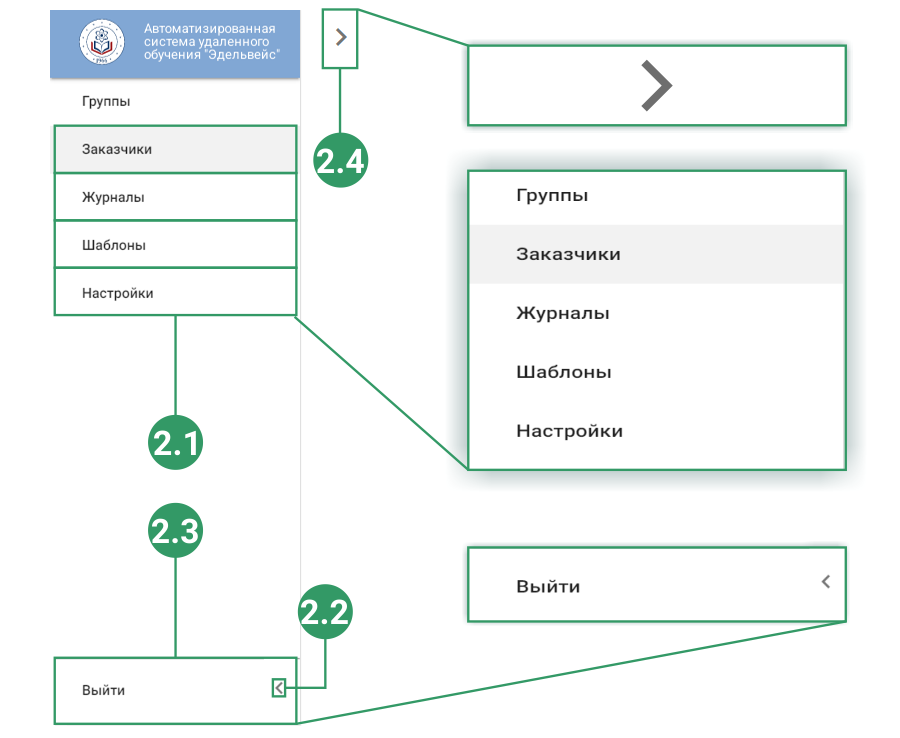 Автоматизированная
система удаленного
обучения "Эдельвейс"
1966
Группы
Заказчики
Журналы
Шаблоны
Настройки
2.4
2.1
2.3
2.2
Выйти
Группы
Заказчики
Журналы
Шаблоны
Настройки
Выйти